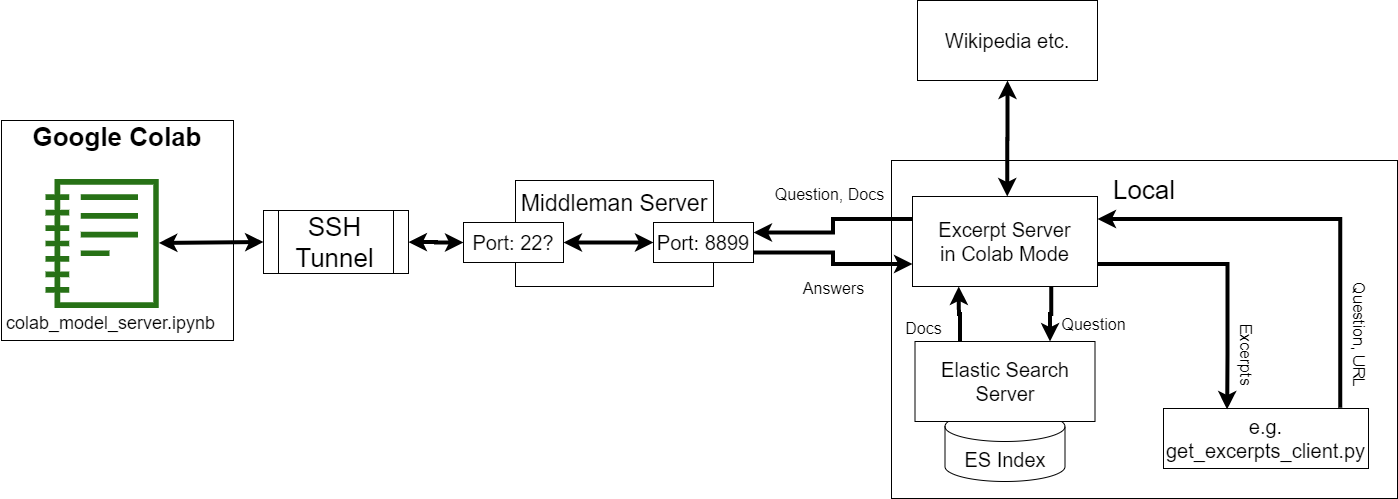 Wikipedia etc.
Google Colab
colab_model_server.ipynb
SSH
Tunnel
Middleman Server
Port: 22?
Port: 8899
Question, Docs
Answers
Local
Excerpt Server
in Colab Mode
Docs
Question
Elastic Search
Server
ES Index
Excerpts
Question, URL
e.g.
get_excerpts_client.py